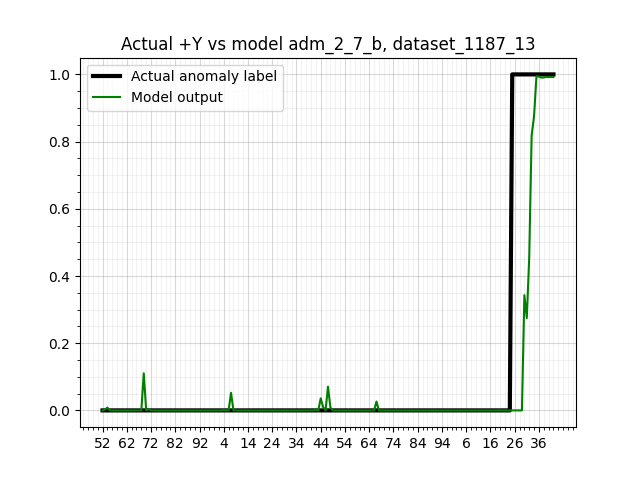 Actual +Y vs model adm_2_7_b, dataset_1187_13
Actual anomaly label
Model output
1.0
0.8
0.6
0.4
0.2
0.0
52 62 72 82 92 4 14 24 34 44 54 64 74 84 94 6 16 26 36